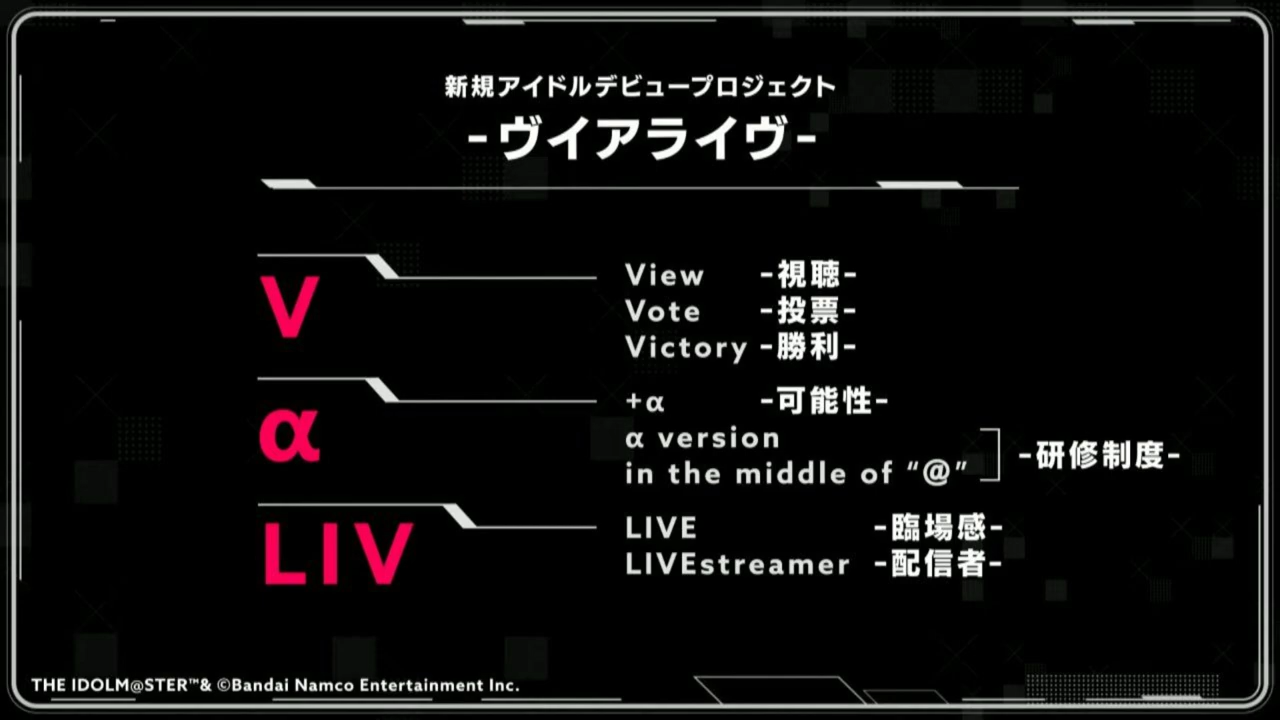 新規アイドルデビュープロジェクト
-ヴイアライヴ-
V
View -視聴-
Vote -投票-
Victory -勝利-
α
+α -可能性-
α version
in the middle of “@”
-研修制度-
LIV
LIVE -臨場感-
LIVEstreamer -配信者-
THE IDOLM@STER™& ©Bandai Namco Entertainment Inc.